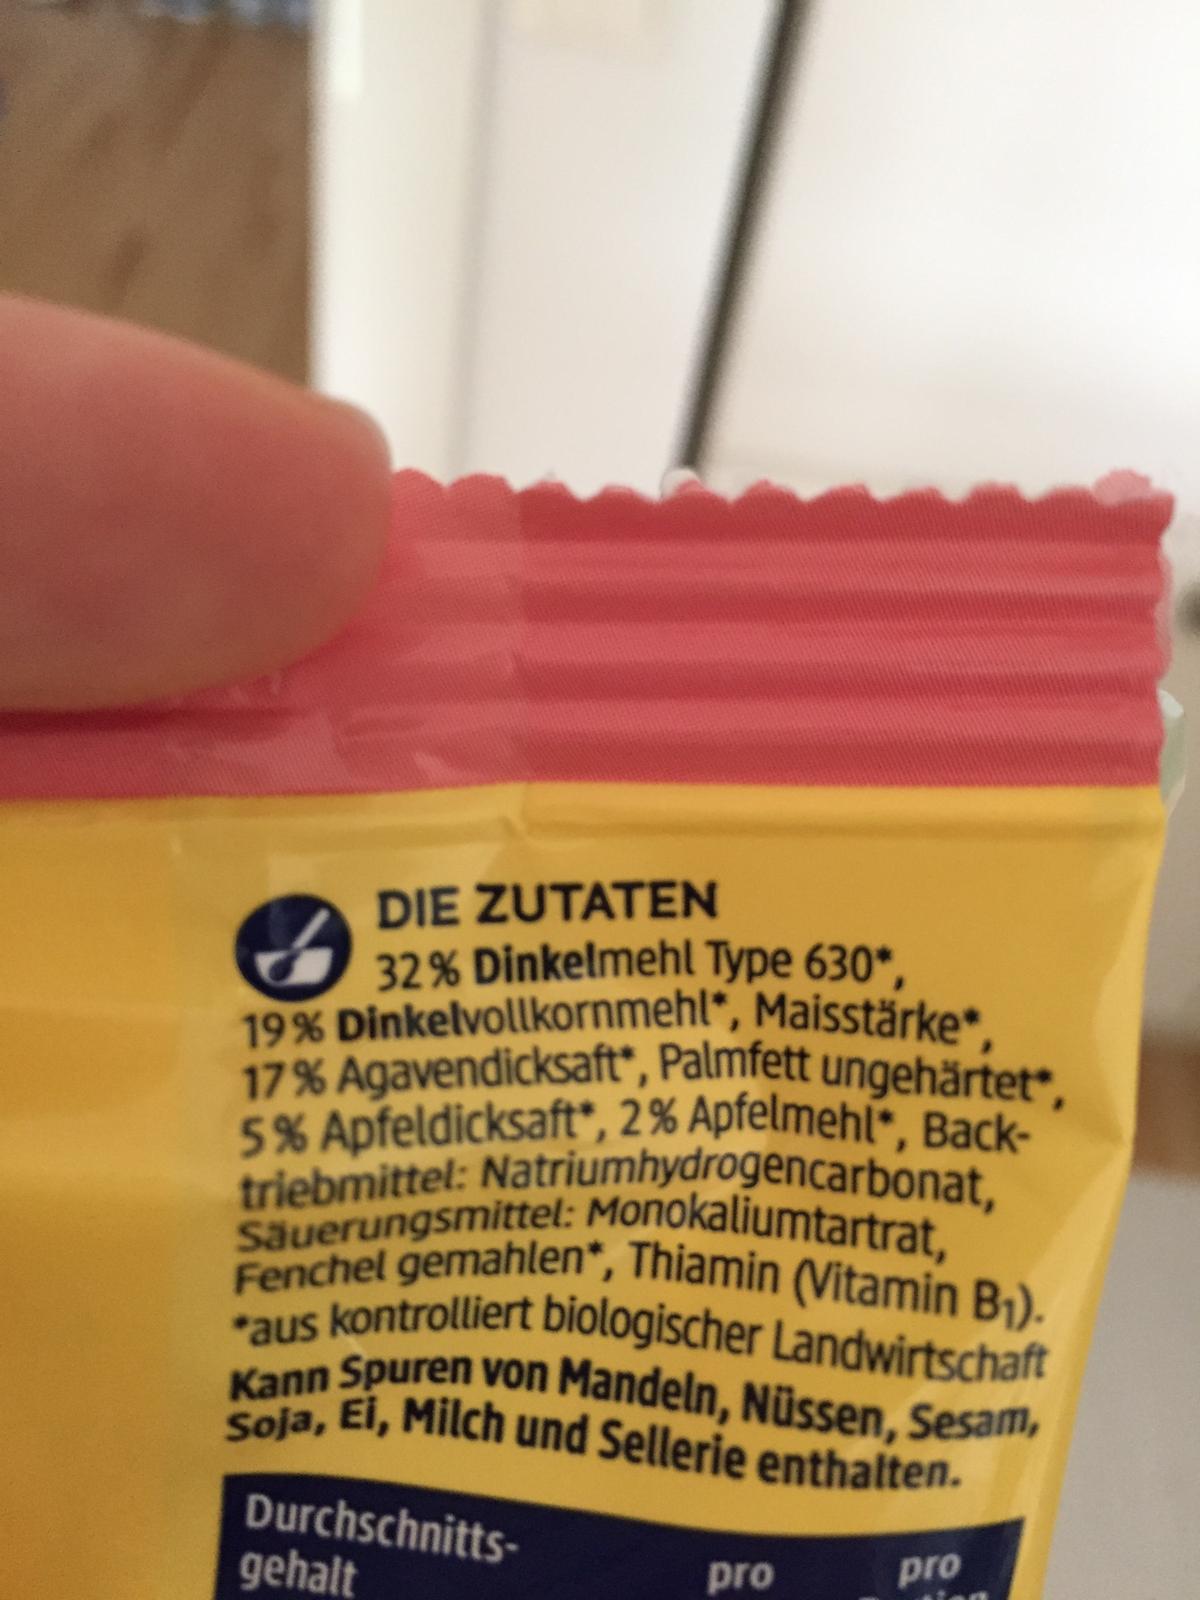 DIE ZUTATEN
32 % Dinkelmehl Type 630*,
19 % Dinkelvollkornmehl*, Maisstärke*,
17 % Agavendicksaft*, Palmfett ungehärtet*,
5 % Apfeldicksaft*, 2 % Apfelmehl*, Back-
triebmittel: Natriumhydrogencarbonat,
Säuerungsmittel: Monokaliumtartrat,
Fenchel gemahlen*, Thiamin (Vitamin B₁).
*aus kontrolliert biologischer Landwirtschaft
Kann Spuren von Mandeln, Nüssen, Sesam,
Soja, Ei, Milch und Sellerie enthalten.
Durchschnitts-
gehalt pro pro